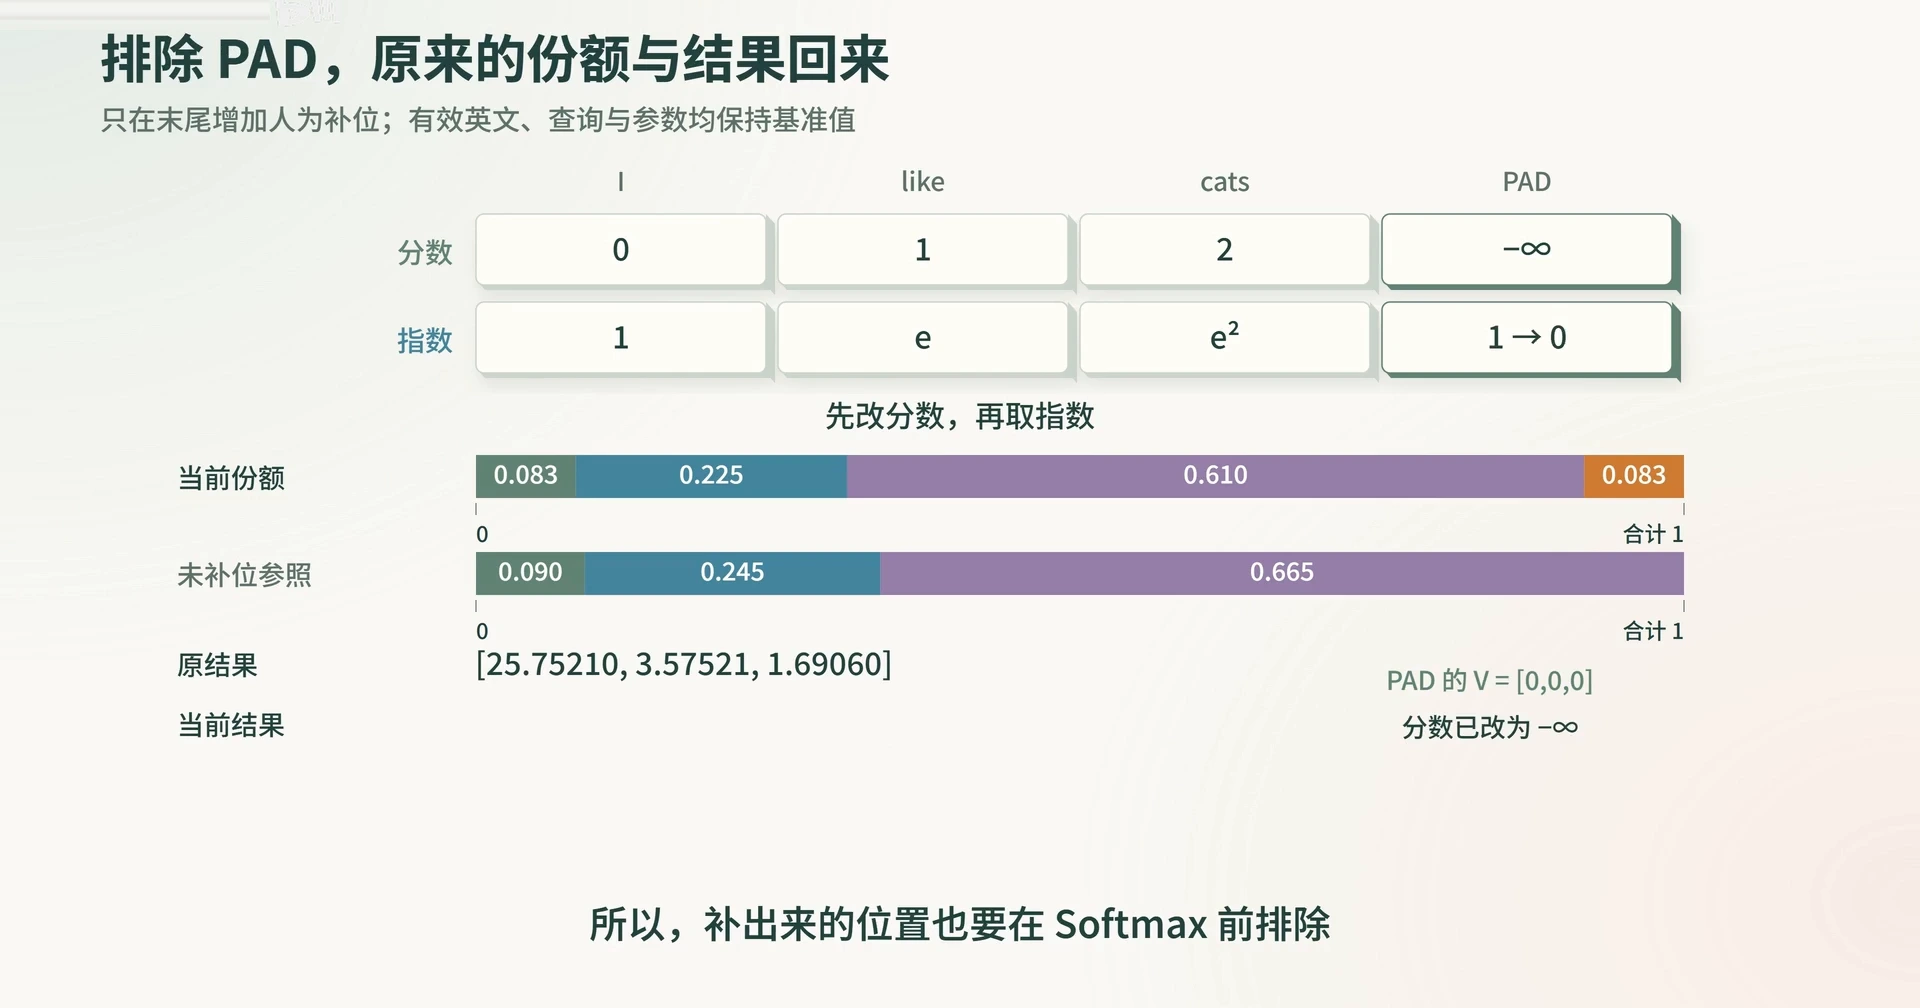 排除 PAD，原来的份额与结果回来
只在末尾增加人为补位；有效英文、查询与参数均保持基准值
I like cats PAD
分数 0 1 2 −∞
指数 1 e e² 1 → 0
先改分数，再取指数
当前份额 0.083 0.225 0.610 0.083
0 合计 1
未补位参照 0.090 0.245 0.665
0 合计 1
原结果 [25.75210, 3.57521, 1.69060]
PAD 的 V = [0,0,0]
当前结果 分数已改为 −∞
所以，补出来的位置也要在 Softmax 前排除